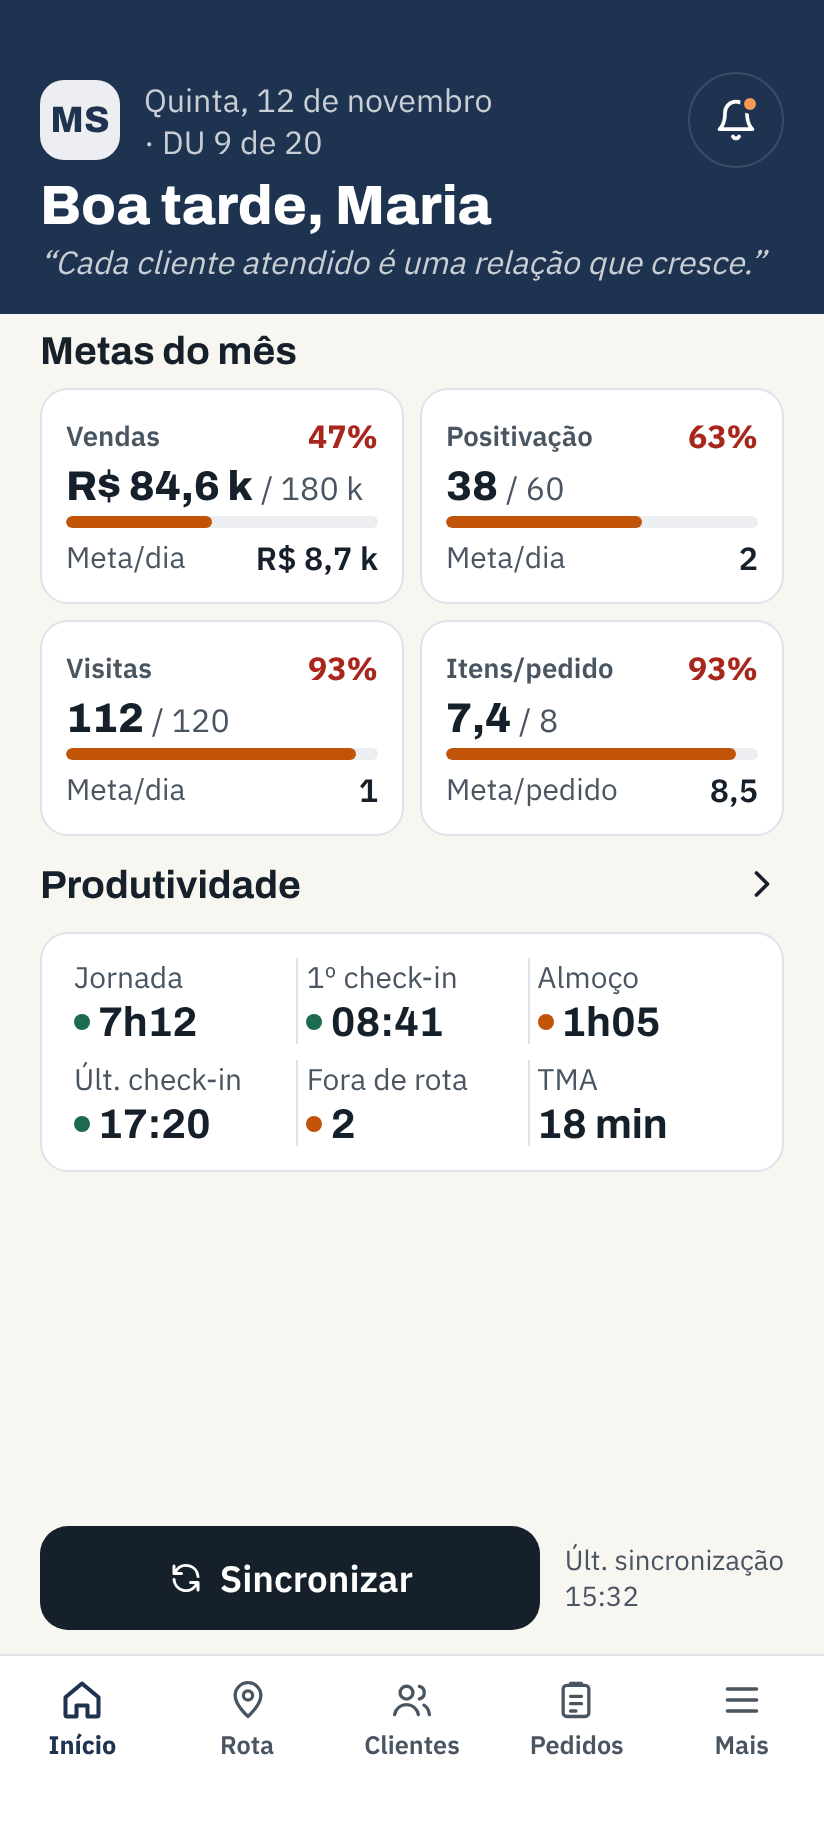 MS
Quinta, 12 de novembro
· DU 9 de 20
Boa tarde, Maria
“Cada cliente atendido é uma relação que cresce.”
Metas do mês
Vendas 47%
R$ 84,6 k / 180 k
Meta/dia R$ 8,7 k
Positivação 63%
38 / 60
Meta/dia 2
Visitas 93%
112 / 120
Meta/dia 1
Itens/pedido 93%
7,4 / 8
Meta/pedido 8,5
Produtividade
Jornada
7h12
1º check-in
08:41
Almoço
1h05
Últ. check-in
17:20
Fora de rota
2
TMA
18 min
Sincronizar
Últ. sincronização
15:32
Início
Rota
Clientes
Pedidos
Mais